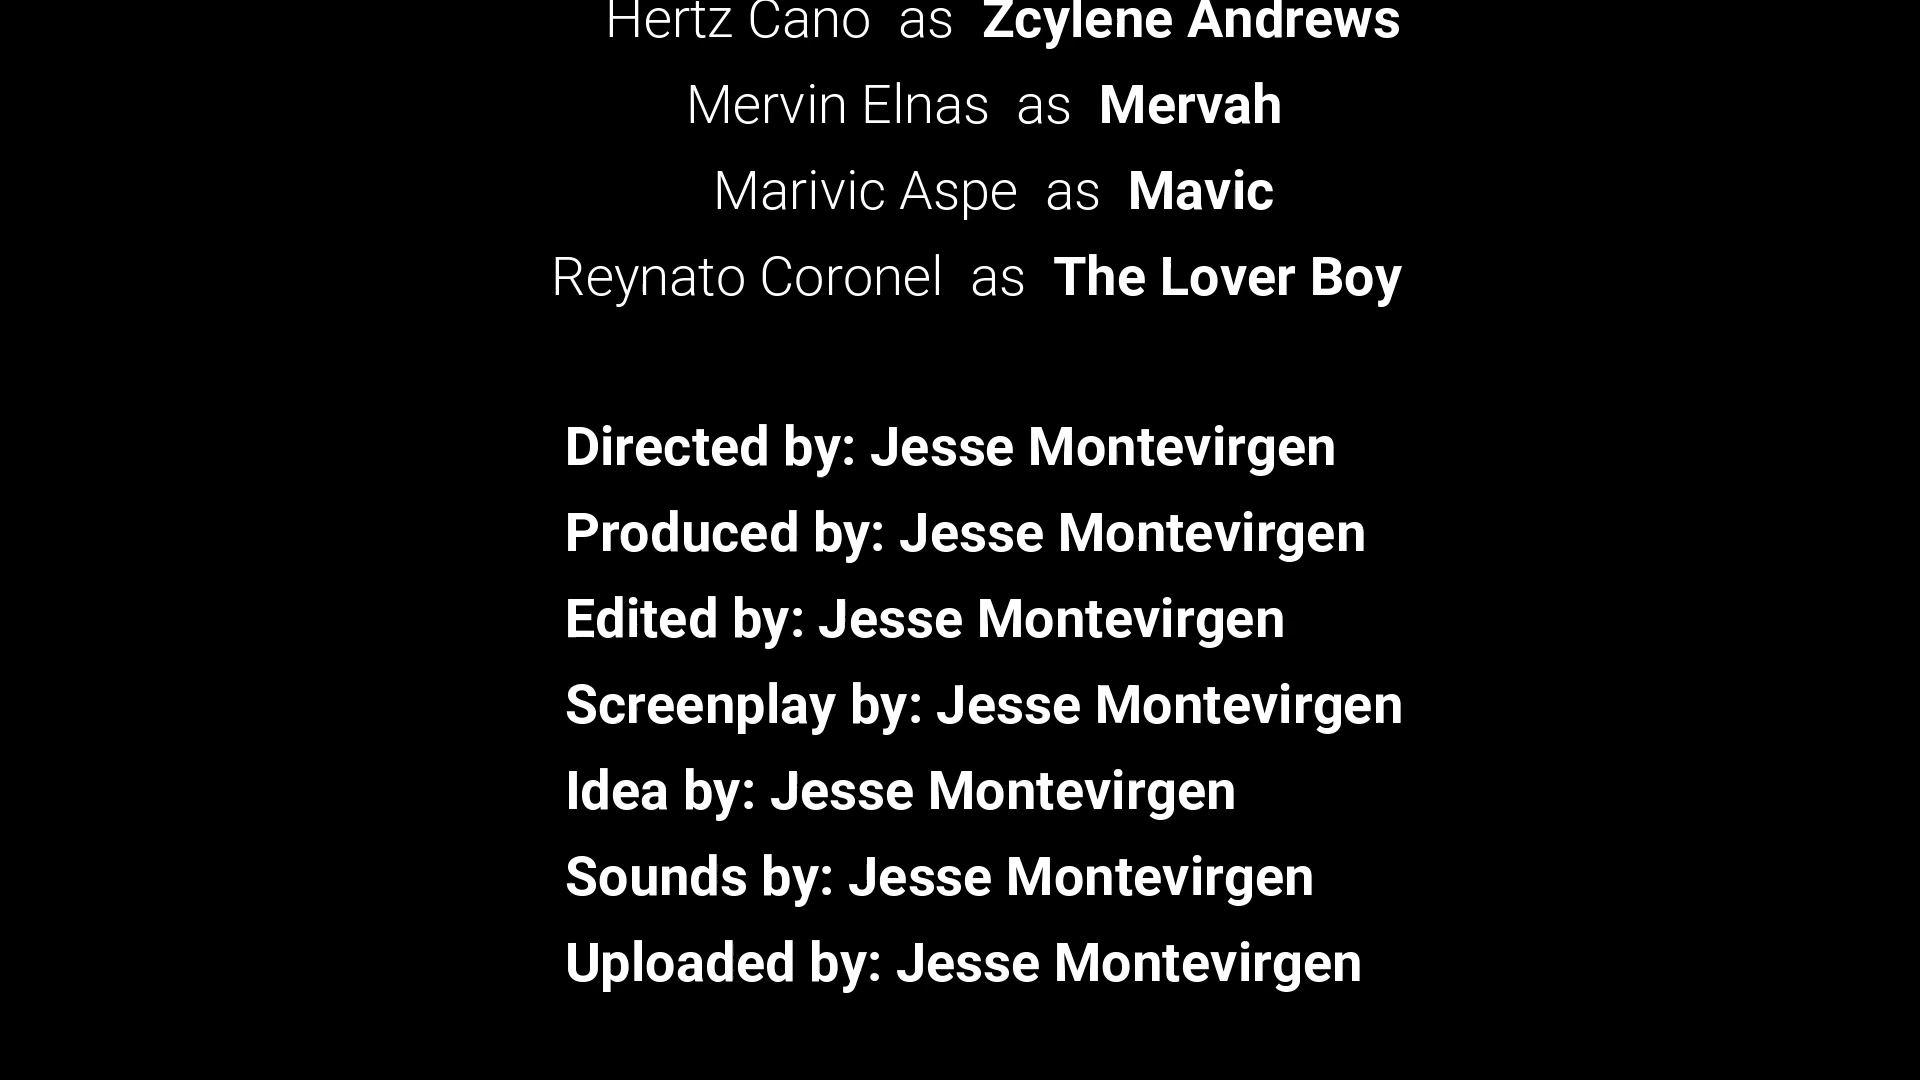 Hertz Cano as Zcylene Andrews
Mervin Elnas as Mervah
Marivic Aspe as Mavic
Reynato Coronel as The Lover Boy
Directed by: Jesse Montevirgen
Produced by: Jesse Montevirgen
Edited by: Jesse Montevirgen
Screenplay by: Jesse Montevirgen
Idea by: Jesse Montevirgen
Sounds by: Jesse Montevirgen
Uploaded by: Jesse Montevirgen